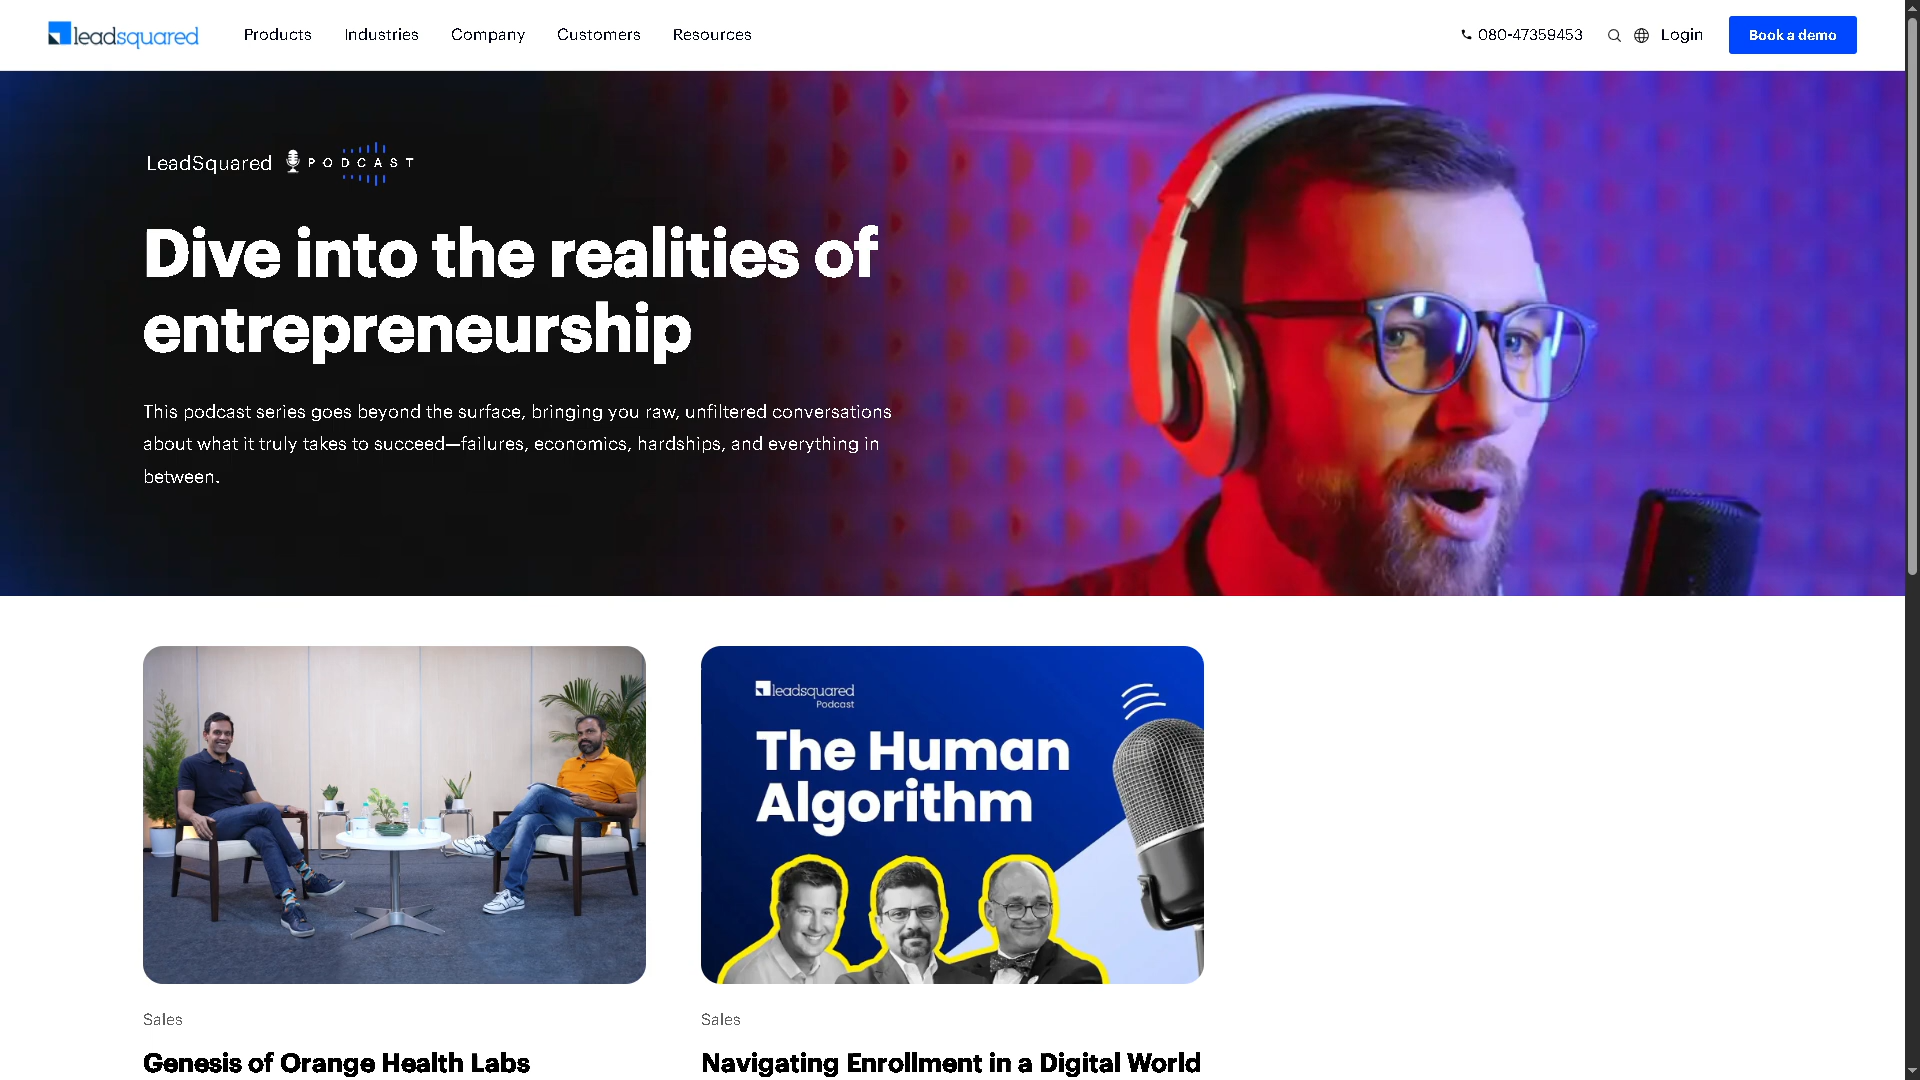 leadsquared
Products
Industries
Company
Customers
Resources
080-47359453
Login
Book a demo
LeadSquared PODCAST
Dive into the realities of
entrepreneurship
This podcast series goes beyond the surface, bringing you raw, unfiltered conversations
about what it truly takes to succeed—failures, economics, hardships, and everything in
between.
leadsquared
Podcast
The Human
Algorithm
Sales
Genesis of Orange Health Labs
Sales
Navigating Enrollment in a Digital World